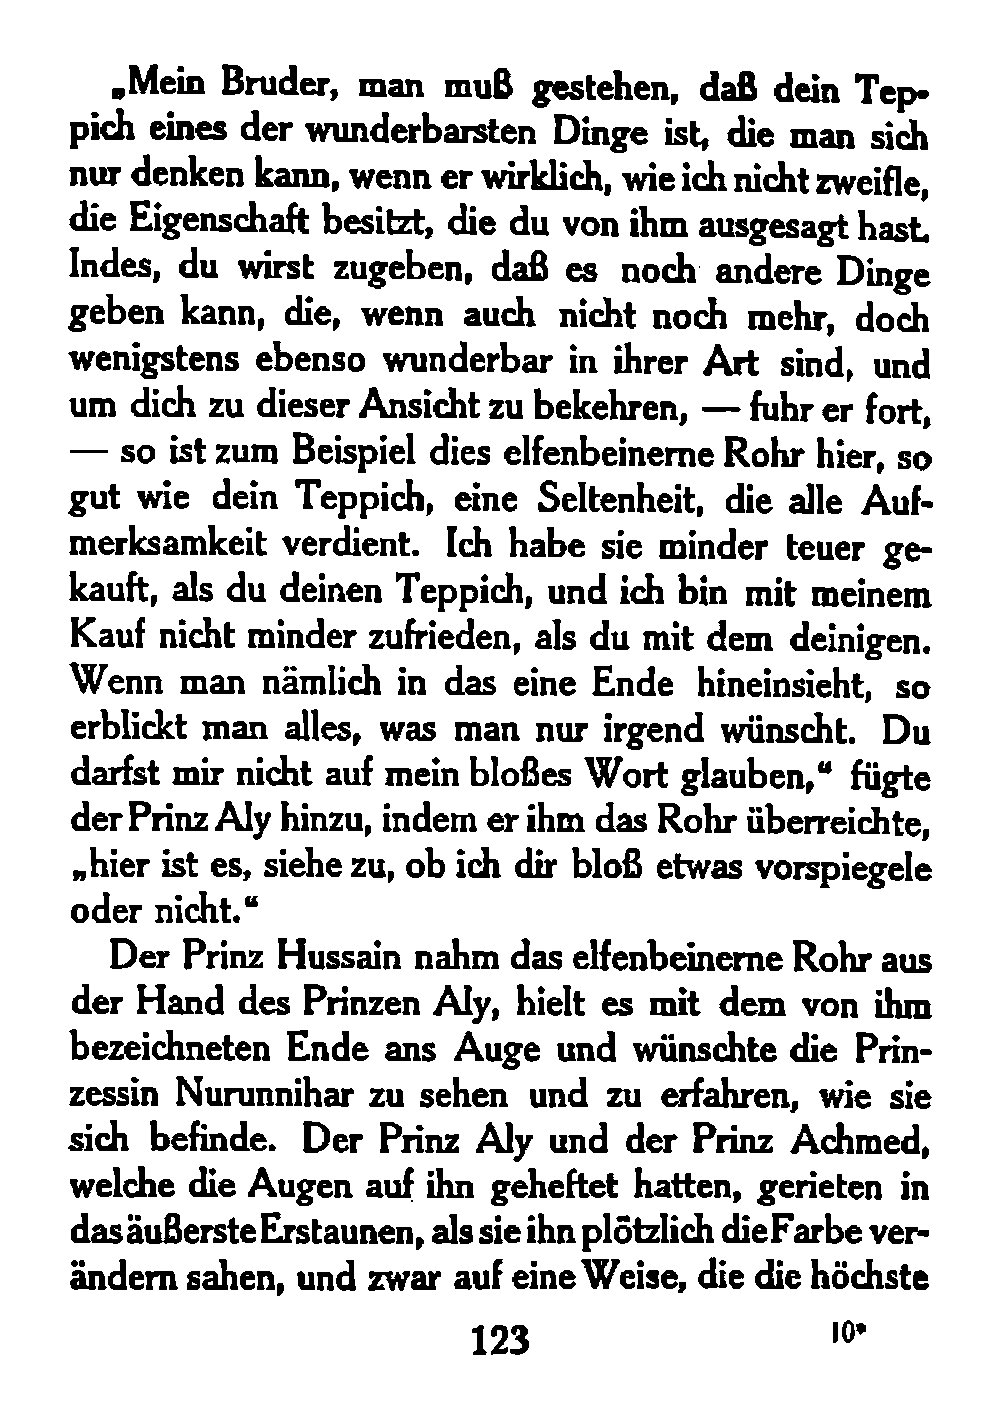 „Mein Bruder, man muß gestehen, daß dein Tep-
pich eines der wunderbarsten Dinge ist, die man sich
nur denken kann, wenn er wirklich, wie ich nicht zweifle,
die Eigenschaft besitzt, die du von ihm ausgesagt hast.
Indes, du wirst zugeben, daß es noch andere Dinge
geben kann, die, wenn auch nicht noch mehr, doch
wenigstens ebenso wunderbar in ihrer Art sind, und
um dich zu dieser Ansicht zu bekehren, — fuhr er fort,
— so ist zum Beispiel dies elfenbeinerne Rohr hier, so
gut wie dein Teppich, eine Seltenheit, die alle Auf-
merksamkeit verdient. Ich habe sie minder teuer ge-
kauft, als du deinen Teppich, und ich bin mit meinem
Kauf nicht minder zufrieden, als du mit dem deinigen.
Wenn man nämlich in das eine Ende hineinsieht, so
erblickt man alles, was man nur irgend wünscht. Du
darfst mir nicht auf mein bloßes Wort glauben,“ fügte
der Prinz Aly hinzu, indem er ihm das Rohr überreichte,
„hier ist es, siehe zu, ob ich dir bloß etwas vorspiegele
oder nicht.“
Der Prinz Hussain nahm das elfenbeinerne Rohr aus
der Hand des Prinzen Aly, hielt es mit dem von ihm
bezeichneten Ende ans Auge und wünschte die Prin-
zessin Nurunnihar zu sehen und zu erfahren, wie sie
sich befinde. Der Prinz Aly und der Prinz Achmed,
welche die Augen auf ihn geheftet hatten, gerieten in
das äußerste Erstaunen, als sie ihn plötzlich die Farbe ver-
ändern sahen, und zwar auf eine Weise, die die höchste
123
10*